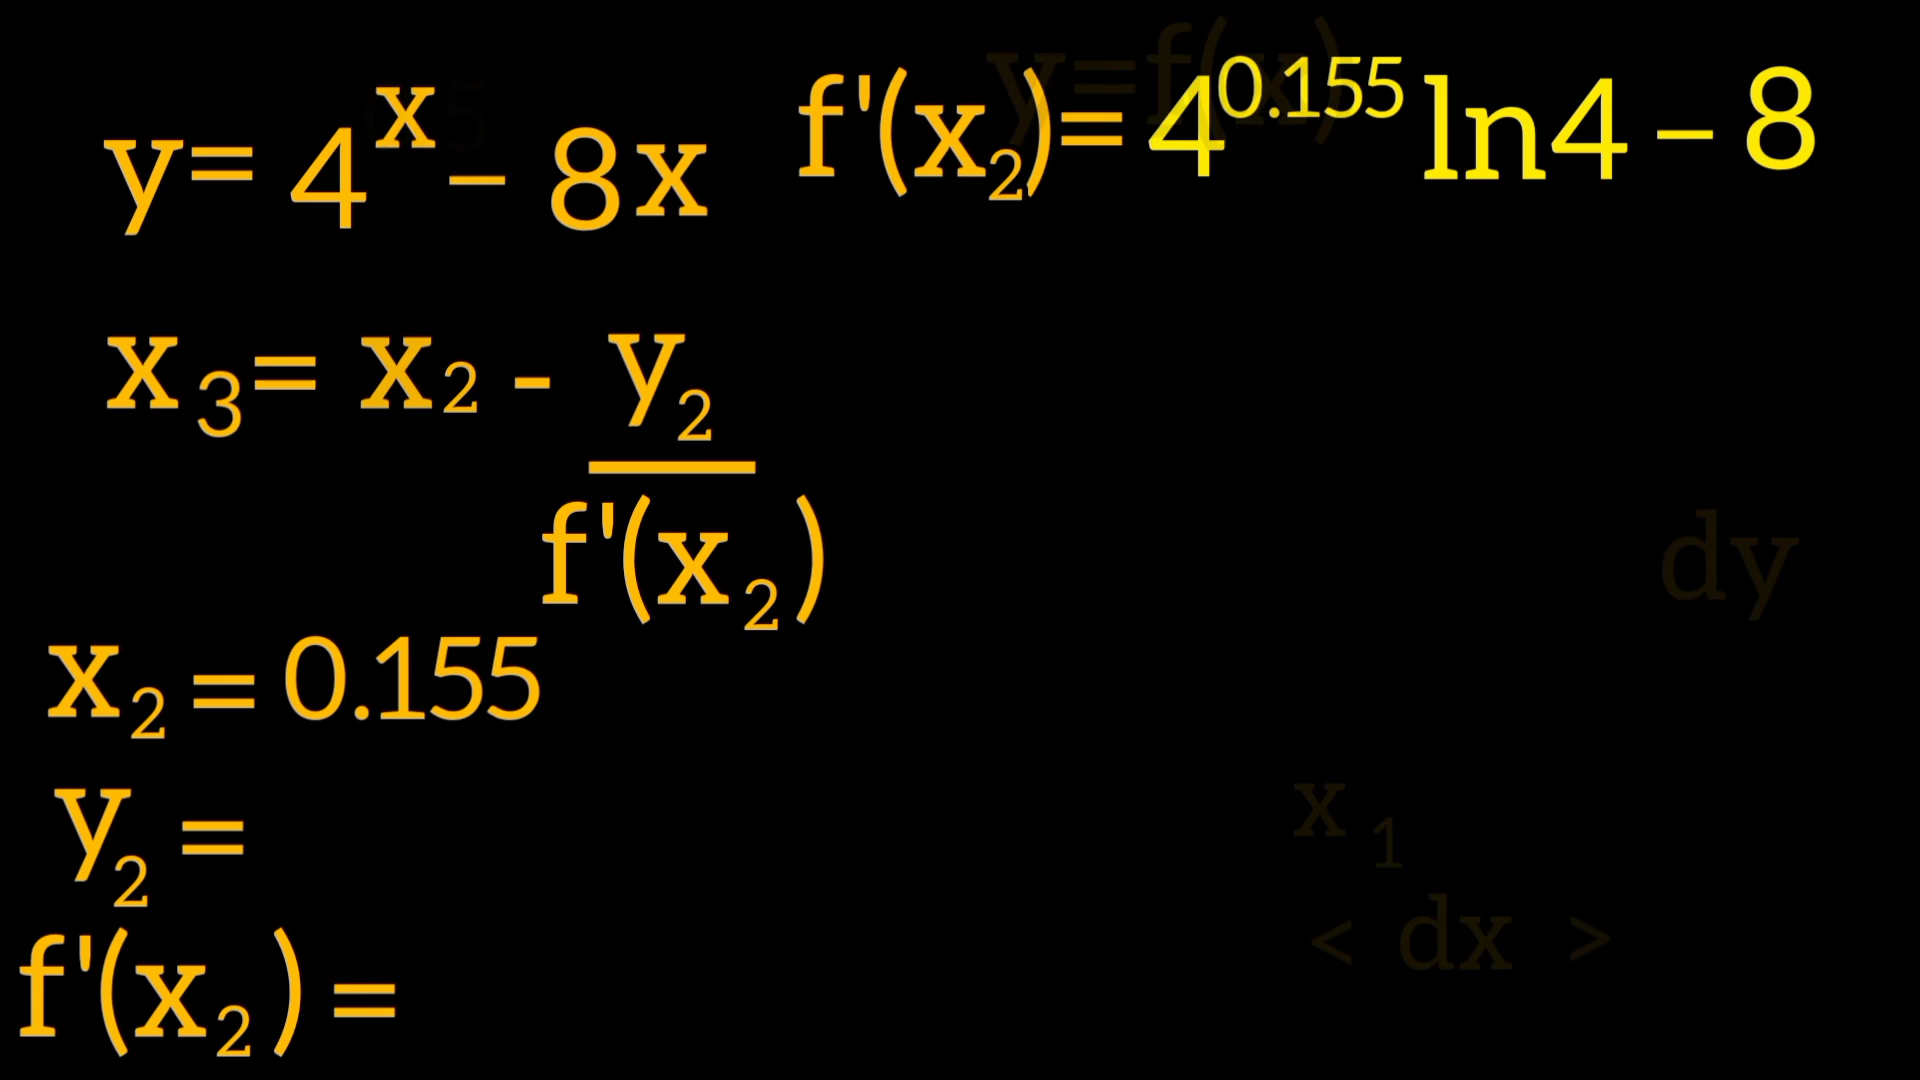 y= 4^x – 8x
f'(x₂)= 4^0.155 ln4 – 8
x₃= x₂ - y₂
f'(x₂)
x₂ = 0.155
y₂ =
f'(x₂) =
y=f(x)
dy
x₁
< dx >